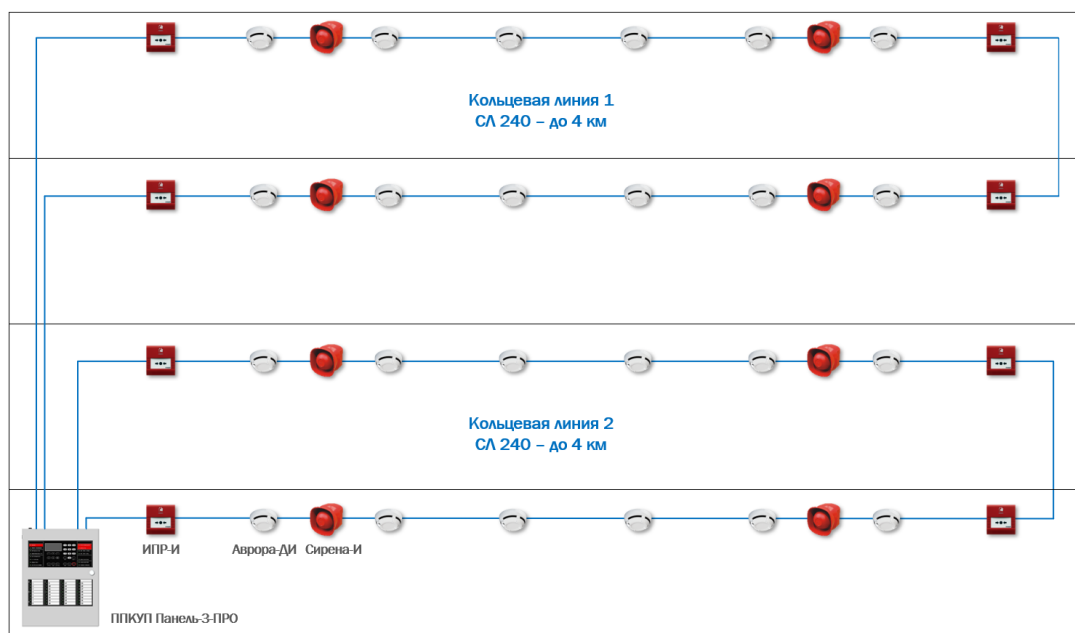 Кольцевая линия 1
СЛ 240 – до 4 км
Кольцевая линия 2
СЛ 240 – до 4 км
ИПР-И Аврора-ДИ Сирена-И
ППКУП Панель-3-ПРО